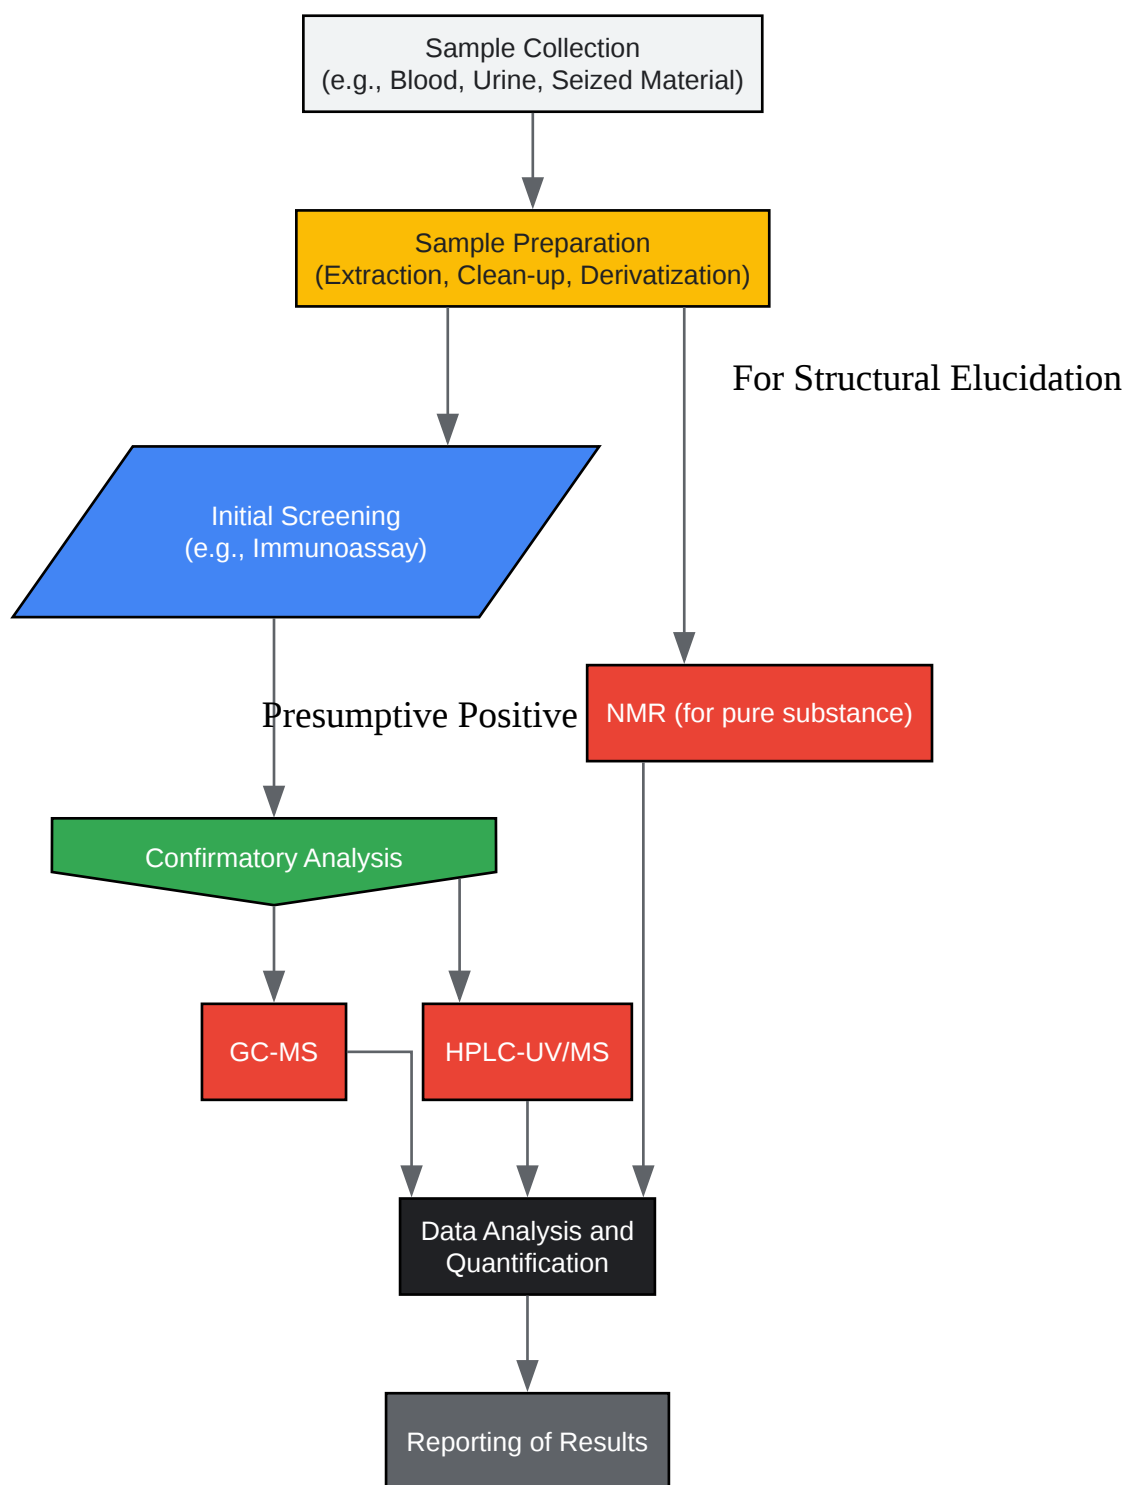 Sample Collection
(e.g., Blood, Urine, Seized Material)
Sample Preparation
(Extraction, Clean-up, Derivatization)
For Structural Elucidation
Initial Screening
(e.g., Immunoassay)
Presumptive Positive
NMR (for pure substance)
Confirmatory Analysis
GC-MS
HPLC-UV/MS
Data Analysis and
Quantification
Reporting of Results